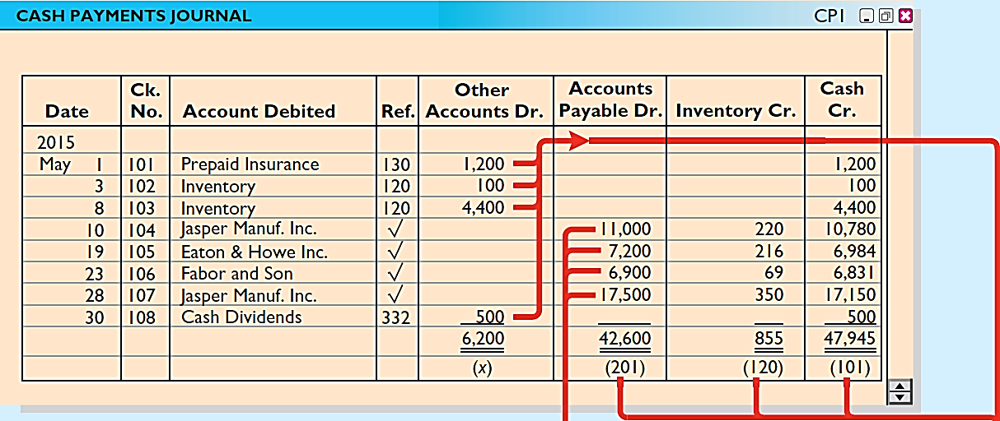 CASH PAYMENTS JOURNAL CP1
Ck. Other Accounts Cash
Date No. Account Debited Ref. Accounts Dr. Payable Dr. Inventory Cr. Cr.
2015
May 1 101 Prepaid Insurance 130 1,200 1,200
3 102 Inventory 120 100 100
8 103 Inventory 120 4,400 4,400
10 104 Jasper Manuf. Inc. √ 11,000 220 10,780
19 105 Eaton & Howe Inc. √ 7,200 216 6,984
23 106 Fabor and Son √ 6,900 69 6,831
28 107 Jasper Manuf. Inc. √ 17,500 350 17,150
30 108 Cash Dividends 332 500 500
6,200 42,600 855 47,945
(x) (201) (120) (101)